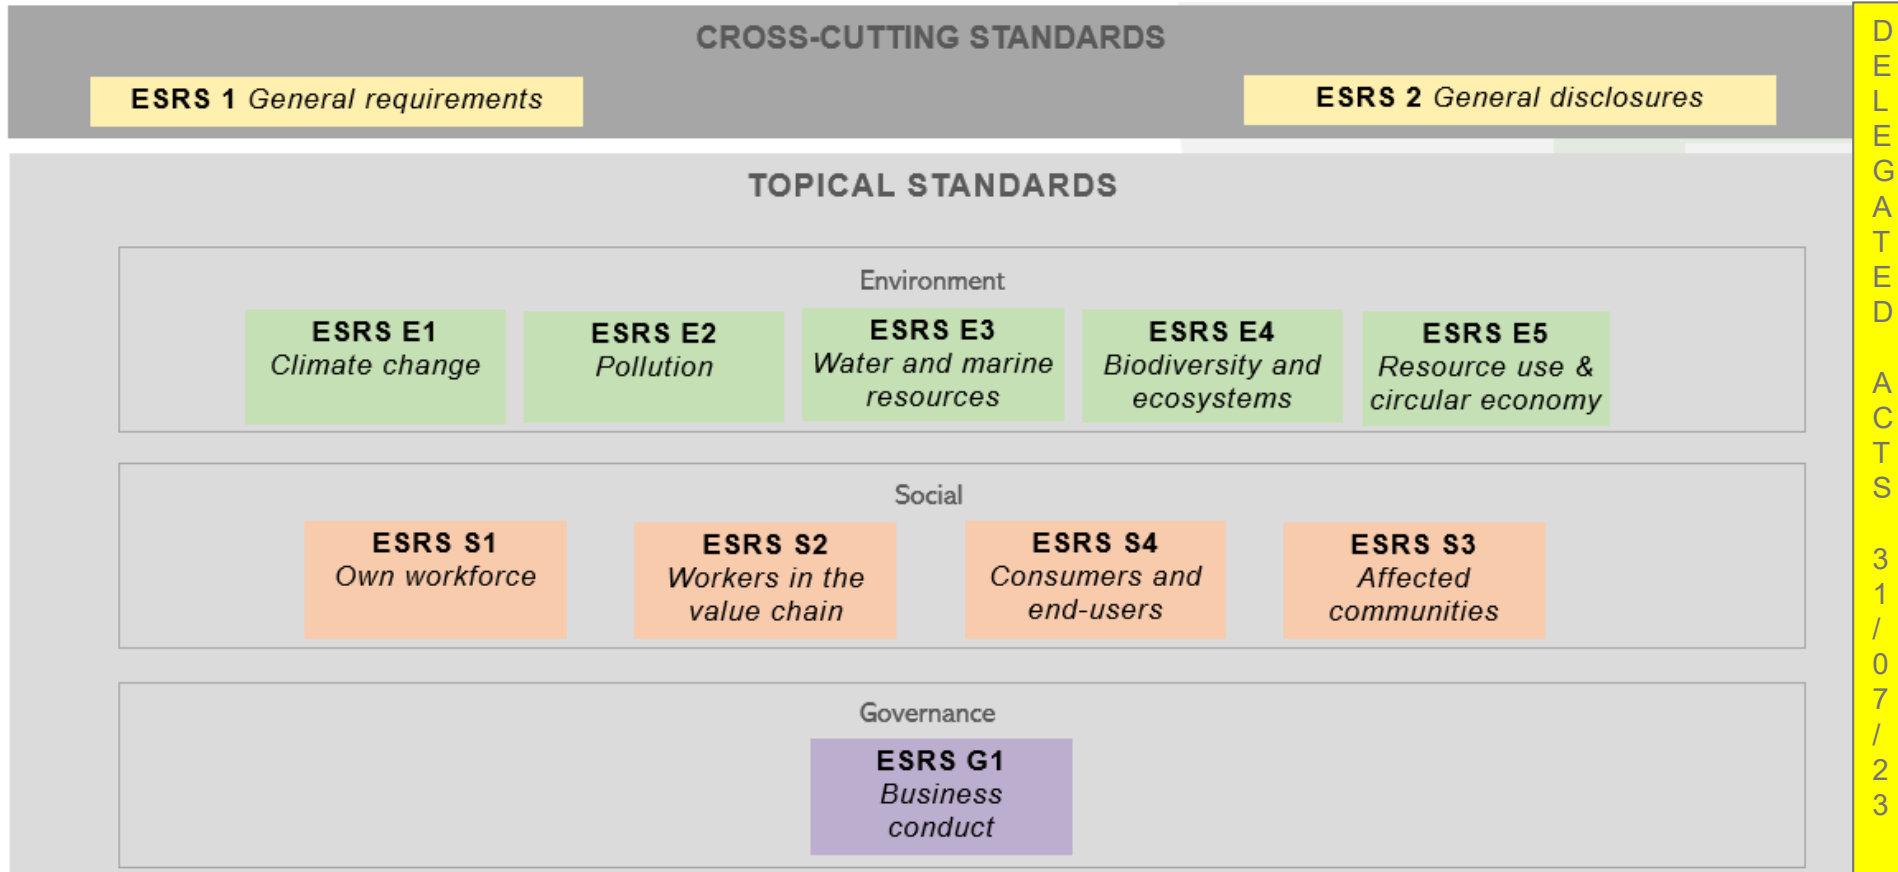 CROSS-CUTTING STANDARDS
ESRS 1 General requirements
ESRS 2 General disclosures
TOPICAL STANDARDS
Environment
ESRS E1
Climate change
ESRS E2
Pollution
ESRS E3
Water and marine
resources
ESRS E4
Biodiversity and
ecosystems
ESRS E5
Resource use &
circular economy
Social
ESRS S1
Own workforce
ESRS S2
Workers in the
value chain
ESRS S4
Consumers and
end-users
ESRS S3
Affected
communities
Governance
ESRS G1
Business
conduct
DELEGATED ACTS 31/07/23